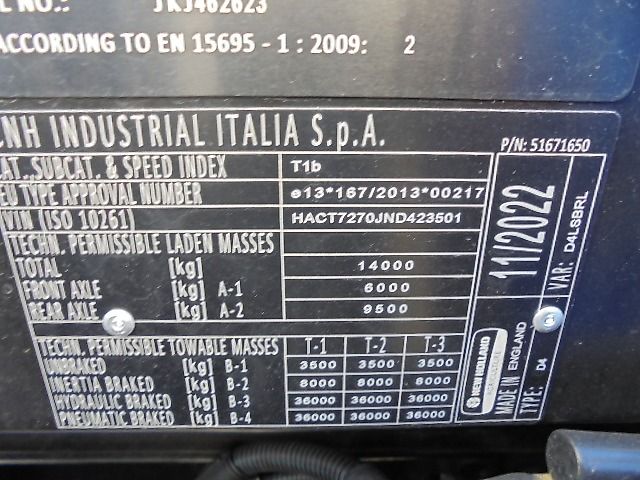 L NO.: JKJ462623
ACCORDING TO EN 15695 - 1 : 2009: 2
CNH INDUSTRIAL ITALIA S.p.A.
P/N: 51671650
CAT.,SUBCAT. & SPEED INDEX T1b
EU TYPE APPROVAL NUMBER e13*167/2013*00217
VIN (ISO 10261) HACT7270JND423501
TECHN. PERMISSIBLE LADEN MASSES
TOTAL [kg] 14000
FRONT AXLE [kg] A-1 6000
REAR AXLE [kg] A-2 9500
TECHN. PERMISSIBLE TOWABLE MASSES T-1 T-2 T-3
UNBRAKED [kg] B-1 3500 3500 3500
INERTIA BRAKED [kg] B-2 8000 8000 8000
HYDRAULIC BRAKED [kg] B-3 36000 36000 36000
PNEUMATIC BRAKED [kg] B-4 36000 36000 36000
11/2022
VAR: D4LSBRL
NEW HOLLAND
MADE IN ENGLAND
TYPE: D4